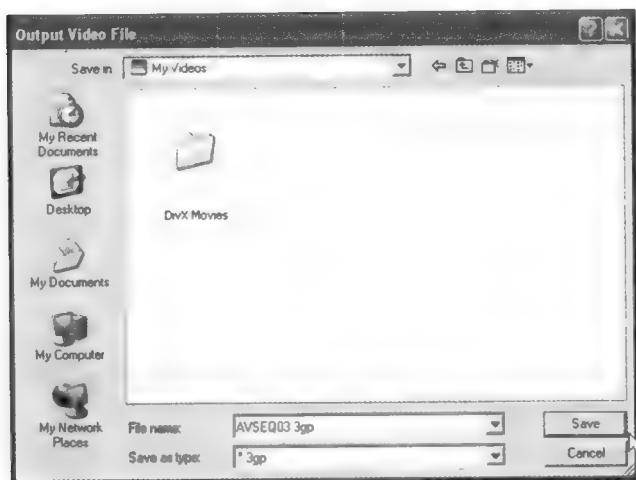 Output Video File
Save in
My Videos
My Recent
Documents
Desktop
DivX Movies
My Documents
My Computer
My Network
Places
File name:
AVSEQ03 3gp
Save
Save as type:
* 3gp
Cancel